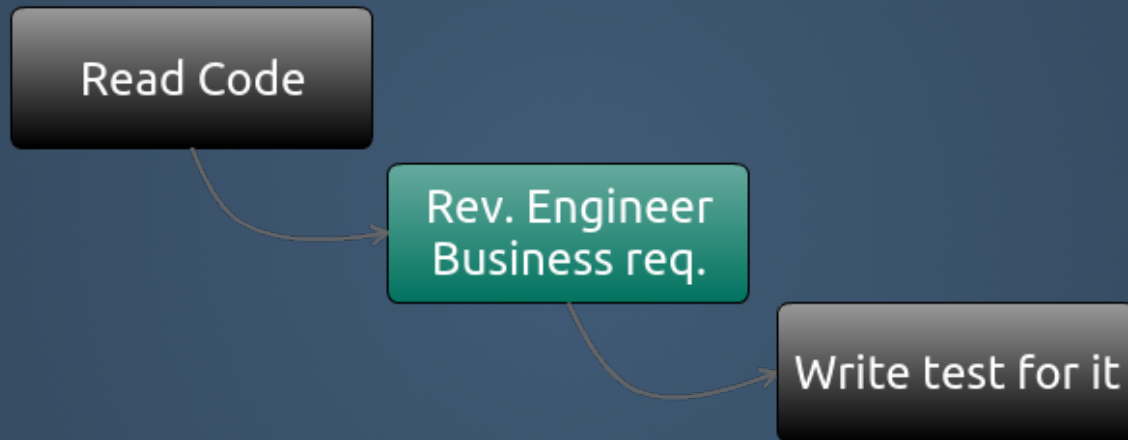 Read Code
Rev. Engineer
Business req.
Write test for it